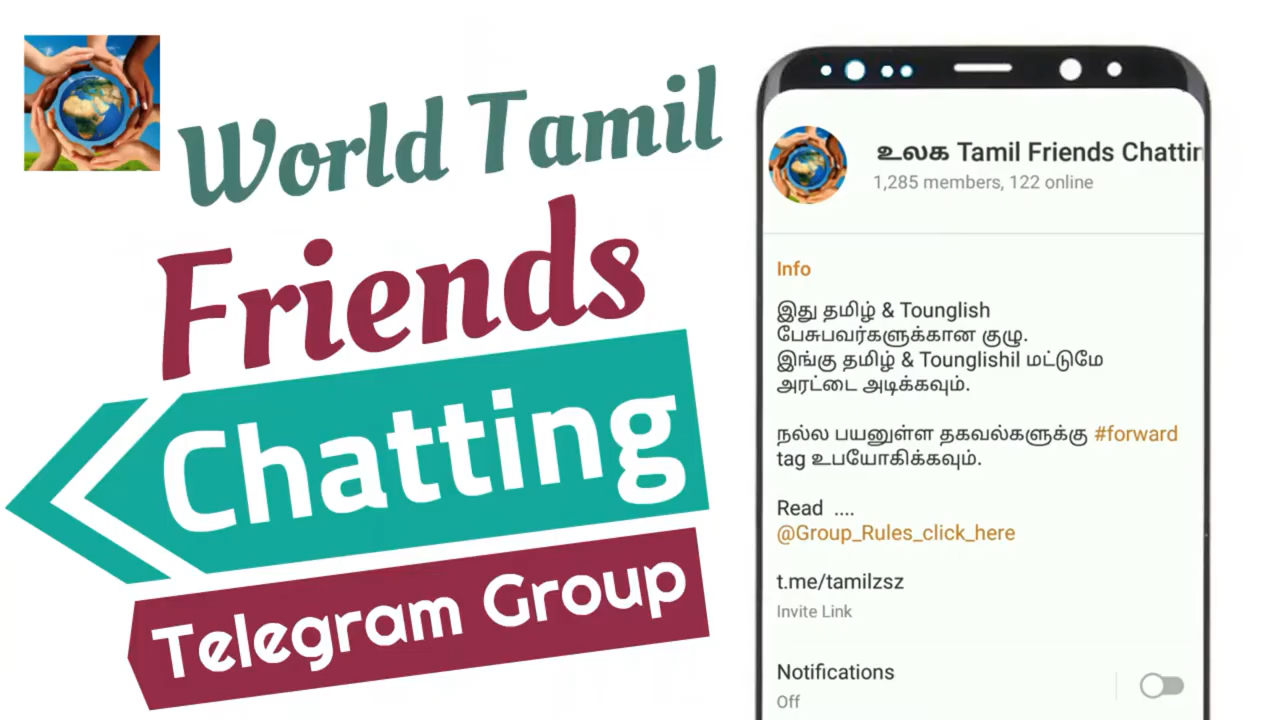 World Tamil
Friends
Chatting
Telegram Group
உலக Tamil Friends Chattin
1,285 members, 122 online
Info
இது தமிழ் & Tounglish
பேசுபவர்களுக்கான குழு.
இங்கு தமிழ் & Tounglishil மட்டுமே
அரட்டை அடிக்கவும்.
நல்ல பயனுள்ள தகவல்களுக்கு #forward
tag உபயோகிக்கவும்.
Read ....
@Group_Rules_click_here
t.me/tamilzsz
Invite Link
Notifications
Off